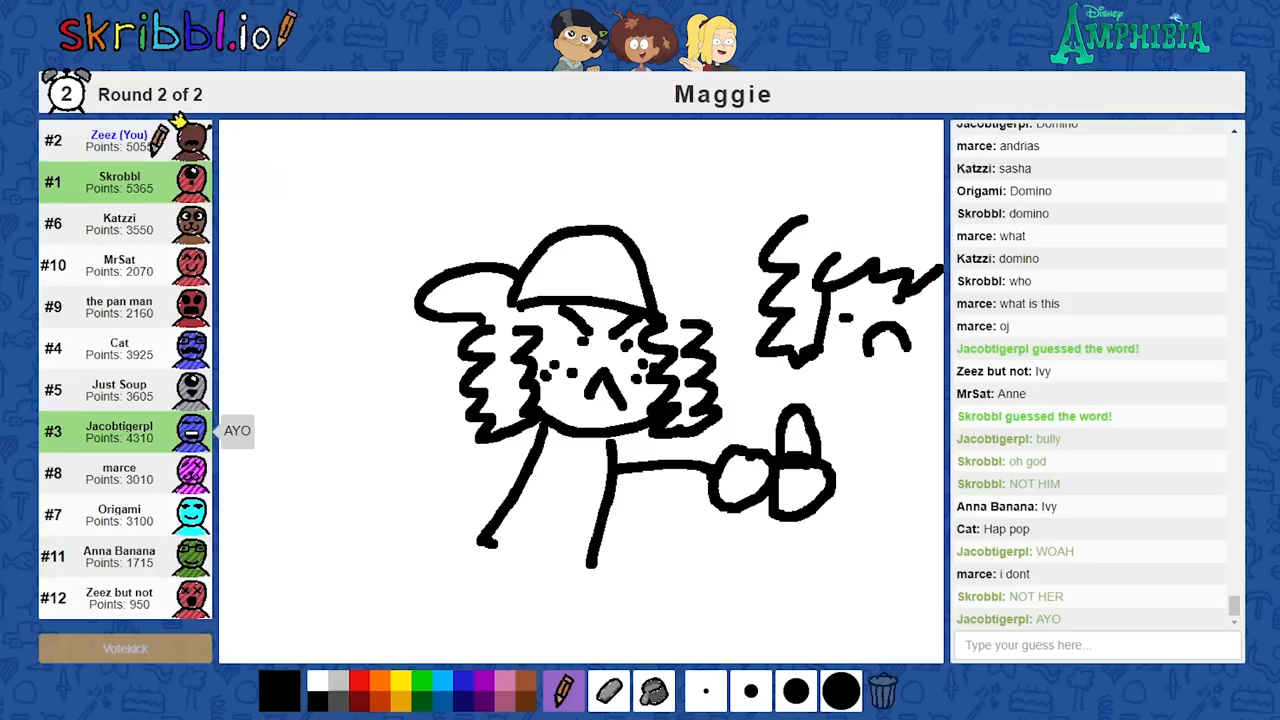 skribbl.io
Disney
AMPHIBIA
2
Round 2 of 2
Maggie
#2
Zeez (You)
Points: 5055
#1
Skrobbl
Points: 5365
#6
Katzzi
Points: 3550
#10
MrSat
Points: 2070
#9
the pan man
Points: 2160
#4
Cat
Points: 3925
#5
Just Soup
Points: 3605
#3
Jacobtigerpl
Points: 4310
AYO
#8
marce
Points: 3010
#7
Origami
Points: 3100
#11
Anna Banana
Points: 1715
#12
Zeez but not
Points: 950
Votekick
Jacobtigerpl: Domino
marce: andrias
Katzzi: sasha
Origami: Domino
Skrobbl: domino
marce: what
Katzzi: domino
Skrobbl: who
marce: what is this
marce: oj
Jacobtigerpl guessed the word!
Zeez but not: Ivy
MrSat: Anne
Skrobbl guessed the word!
Jacobtigerpl: bully
Skrobbl: oh god
Skrobbl: NOT HIM
Anna Banana: Ivy
Cat: Hap pop
Jacobtigerpl: WOAH
marce: i dont
Skrobbl: NOT HER
Jacobtigerpl: AYO
Type your guess here...